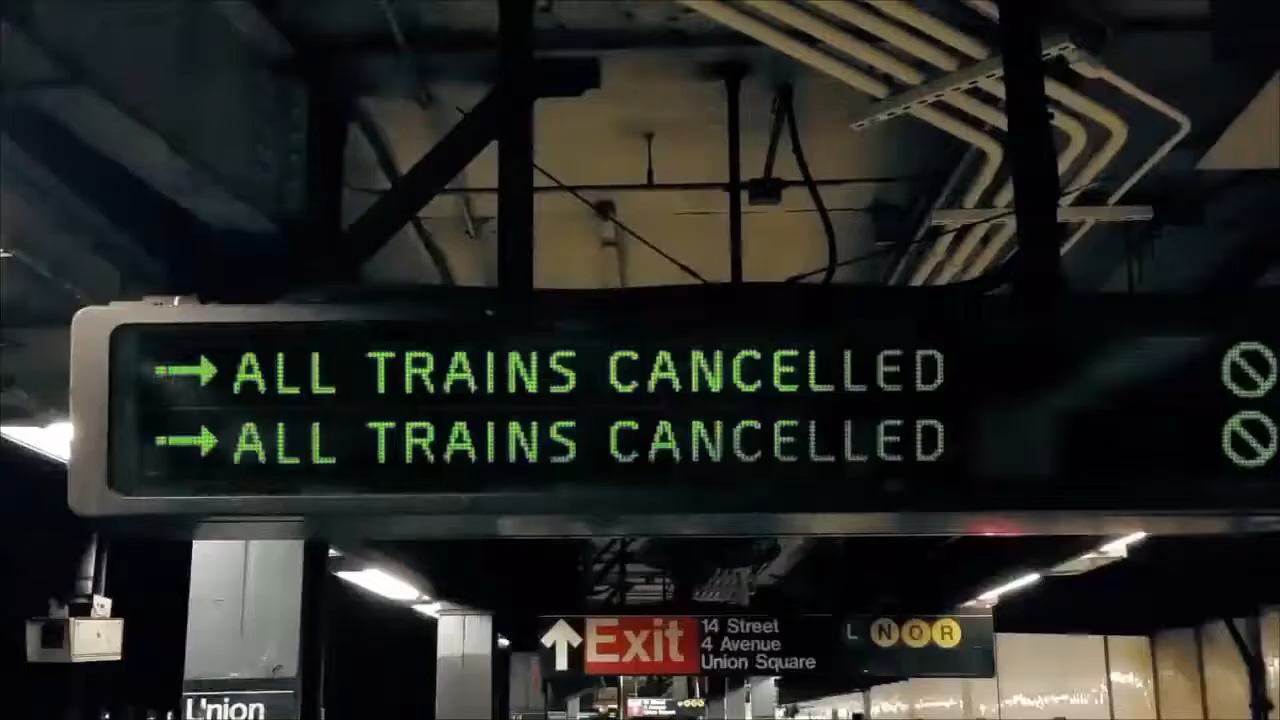 →ALL TRAINS CANCELLED
→ALL TRAINS CANCELLED
Exit
14 Street
4 Avenue
Union Square
L N Q R
Union